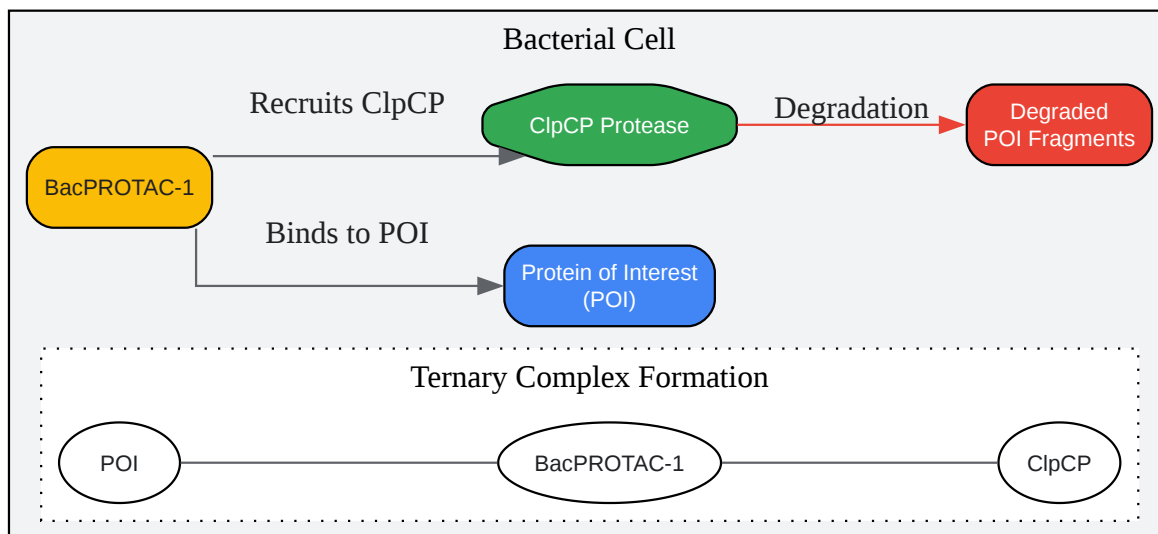 Bacterial Cell
Recruits ClpCP
ClpCP Protease
Degradation
Degraded
POI Fragments
BacPROTAC-1
Binds to POI
Protein of Interest
(POI)
Ternary Complex Formation
POI
BacPROTAC-1
ClpCP